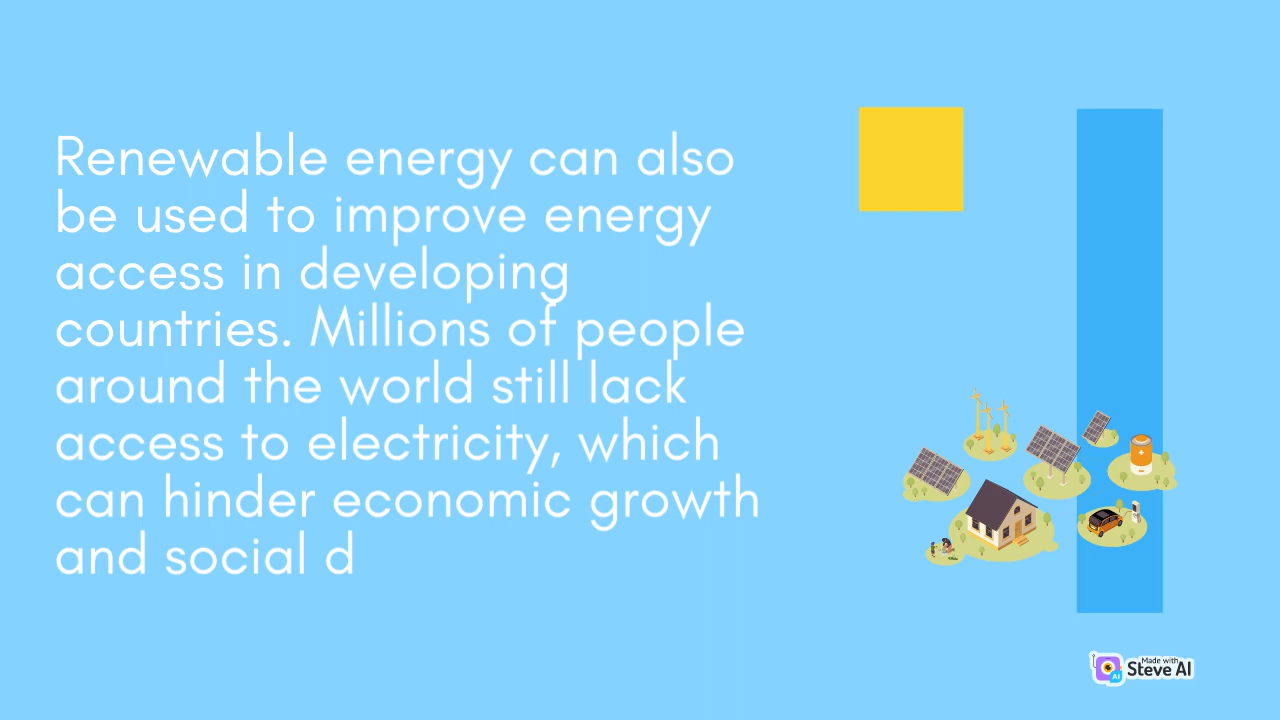 Renewable energy can also
be used to improve energy
access in developing
countries. Millions of people
around the world still lack
access to electricity, which
can hinder economic growth
and social d
Made with
Steve AI
AI